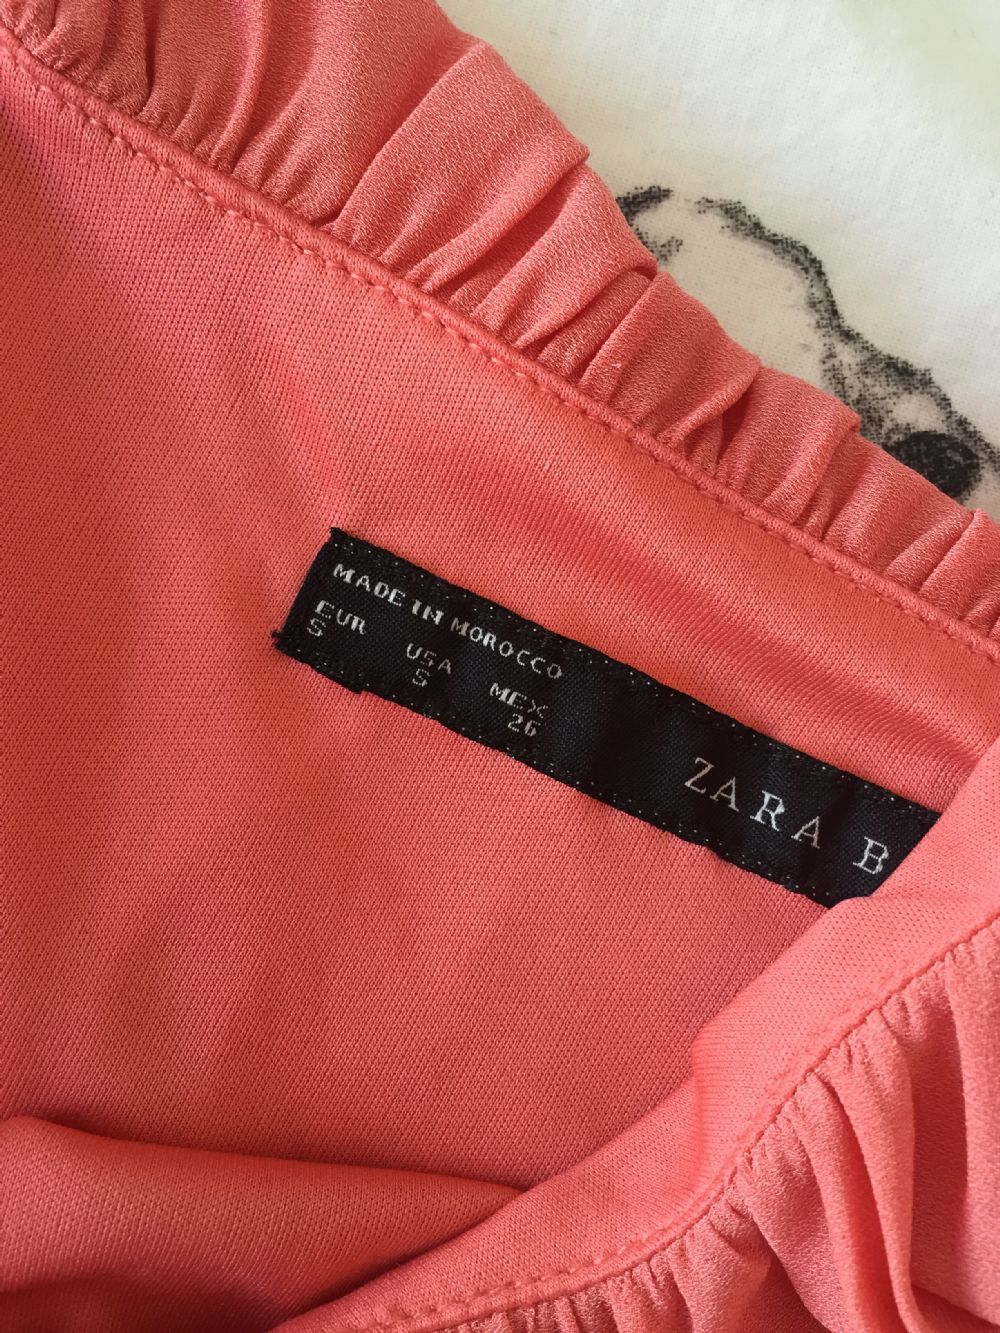 MADE IN MOROCCO
EUR USA MEX
S S 26
ZARA B